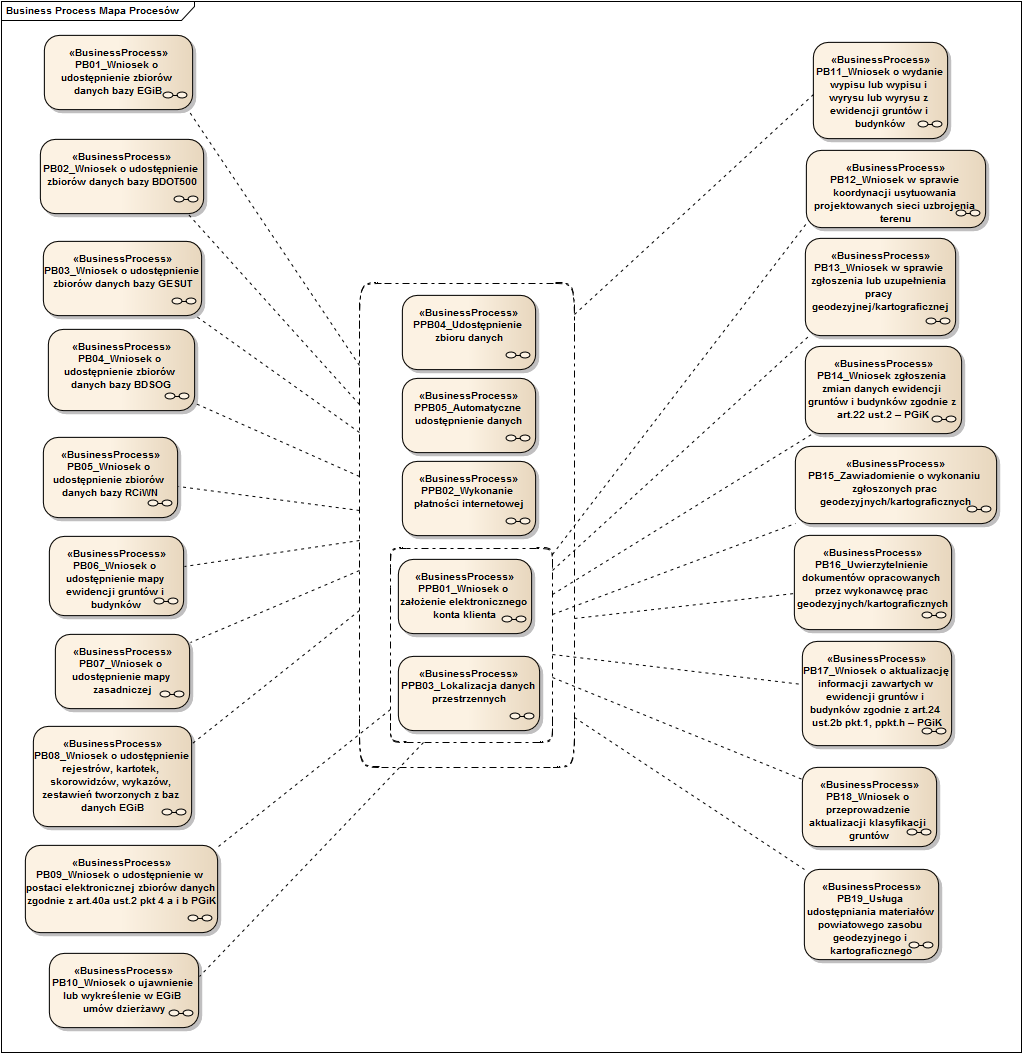 Business Process Mapa Procesów
«BusinessProcess»
PB01_Wniosek o
udostępnienie zbiorów
danych bazy EGiB
«BusinessProcess»
PB02_Wniosek o udostępnienie
zbiorów danych bazy BDOT500
«BusinessProcess»
PB03_Wniosek o udostępnienie
zbiorów danych bazy GESUT
«BusinessProcess»
PB04_Wniosek o
udostępnienie zbiorów
danych bazy BDSOG
«BusinessProcess»
PB05_Wniosek o
udostępnienie zbiorów
danych bazy RCiWN
«BusinessProcess»
PB06_Wniosek o
udostępnienie mapy
ewidencji gruntów i
budynków
«BusinessProcess»
PB07_Wniosek o
udostępnienie mapy
zasadniczej
«BusinessProcess»
PB08_Wniosek o udostępnienie
rejestrów, kartotek,
skorowidzów, wykazów,
zestawień tworzonych z baz
danych EGiB
«BusinessProcess»
PB09_Wniosek o udostępnienie w
postaci elektronicznej zbiorów danych
zgodnie z art.40a ust.2 pkt 4 a i b PGiK
«BusinessProcess»
PB10_Wniosek o ujawnienie
lub wykreślenie w EGiB
umów dzierżawy
«BusinessProcess»
PPB04_Udostępnienie
zbioru danych
«BusinessProcess»
PPB05_Automatyczne
udostępnienie danych
«BusinessProcess»
PPB02_Wykonanie
płatności internetowej
«BusinessProcess»
PPB01_Wniosek o
założenie elektronicznego
konta klienta
«BusinessProcess»
PPB03_Lokalizacja danych
przestrzennych
«BusinessProcess»
PB11_Wniosek o wydanie
wypisu lub wypisu i
wyrysu lub wyrysu z
ewidencji gruntów i
budynków
«BusinessProcess»
PB12_Wniosek w sprawie
koordynacji usytuowania
projektowanych sieci uzbrojenia
terenu
«BusinessProcess»
PB13_Wniosek w sprawie
zgłoszenia lub uzupełnienia
pracy
geodezyjnej/kartograficznej
«BusinessProcess»
PB14_Wniosek zgłoszenia
zmian danych ewidencji
gruntów i budynków zgodnie z
art.22 ust.2 – PGiK
«BusinessProcess»
PB15_Zawiadomienie o wykonaniu
zgłoszonych prac
geodezyjnych/kartograficznych
«BusinessProcess»
PB16_Uwierzytelnienie
dokumentów opracowanych
przez wykonawcę prac
geodezyjnych/kartograficznych
«BusinessProcess»
PB17_Wniosek o aktualizację
informacji zawartych w
ewidencji gruntów i
budynków zgodnie z art.24
ust.2b pkt.1, ppkt.h – PGiK
«BusinessProcess»
PB18_Wniosek o
przeprowadzenie
aktualizacji klasyfikacji
gruntów
«BusinessProcess»
PB19_Usługa
udostępniania materiałów
powiatowego zasobu
geodezyjnego i
kartograficznego